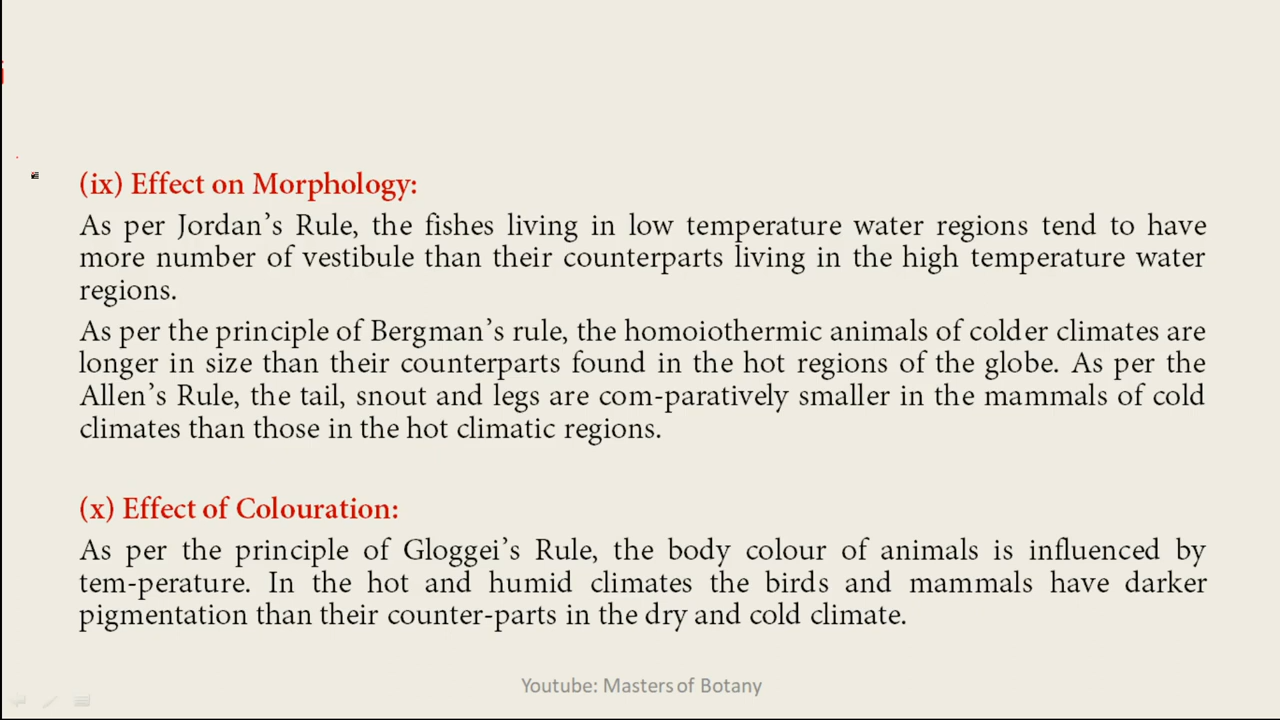 (ix) Effect on Morphology:
As per Jordan’s Rule, the fishes living in low temperature water regions tend to have
more number of vestibule than their counterparts living in the high temperature water
regions.
As per the principle of Bergman’s rule, the homoiothermic animals of colder climates are
longer in size than their counterparts found in the hot regions of the globe. As per the
Allen’s Rule, the tail, snout and legs are com-paratively smaller in the mammals of cold
climates than those in the hot climatic regions.
(x) Effect of Colouration:
As per the principle of Gloggei’s Rule, the body colour of animals is influenced by
tem-perature. In the hot and humid climates the birds and mammals have darker
pigmentation than their counter-parts in the dry and cold climate.
Youtube: Masters of Botany